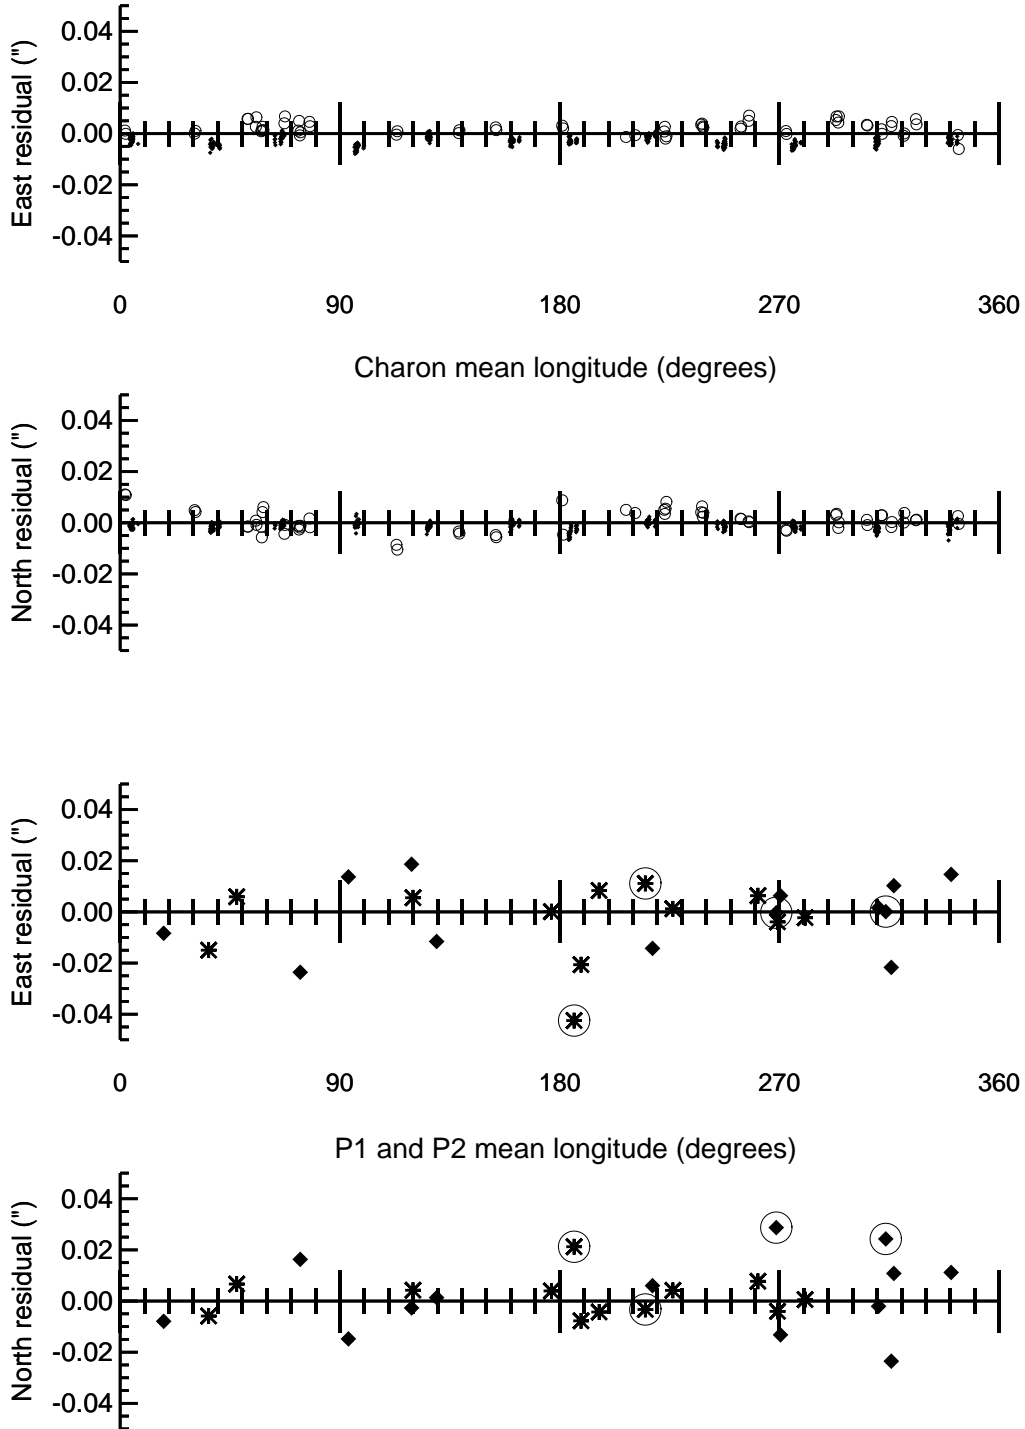 East residual (")
0.04
0.02
0.00
-0.02
-0.04
0 90 180 270 360
Charon mean longitude (degrees)
North residual (")
0.04
0.02
0.00
-0.02
-0.04
East residual (")
0.04
0.02
0.00
-0.02
-0.04
0 90 180 270 360
P1 and P2 mean longitude (degrees)
North residual (")
0.04
0.02
0.00
-0.02
-0.04